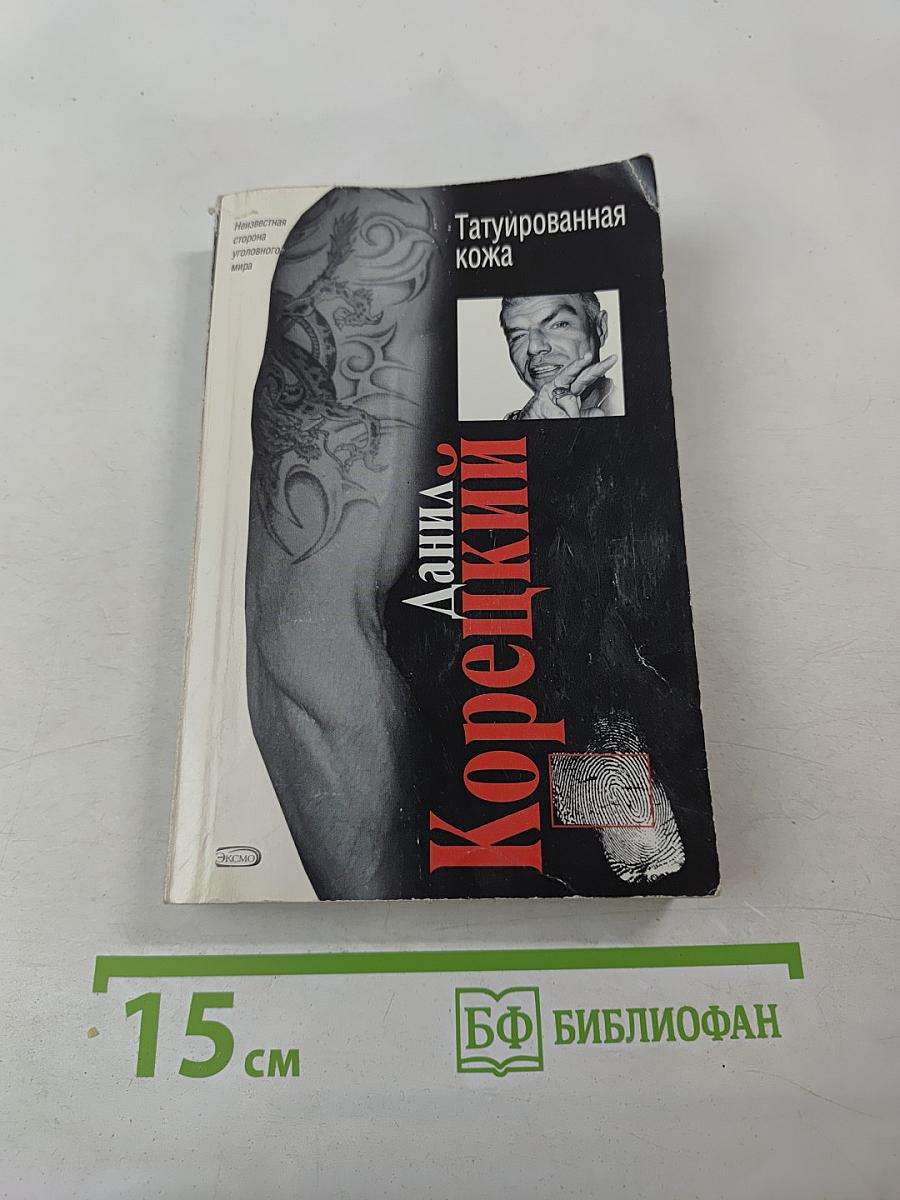 Неизвестная
сторона
уголовного
мира
Татуированная
кожа
Данил
Корецкий
ЭКСМО
15 см
БФ БИБЛИОФАН